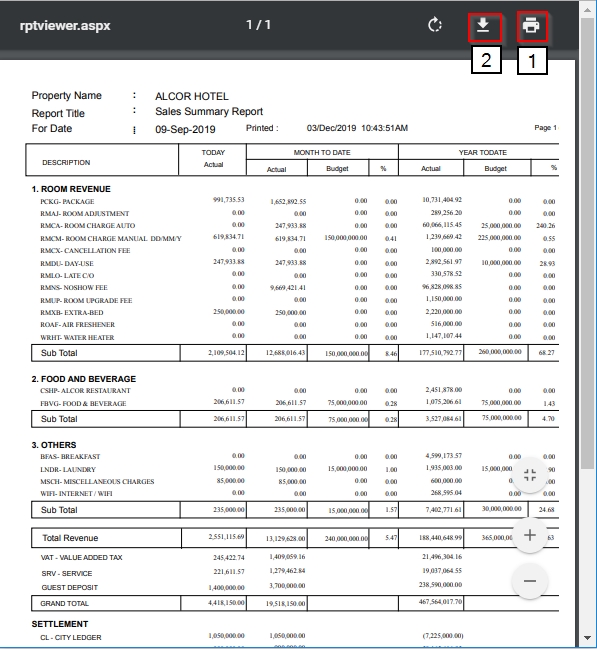 rptviewer.aspx 1 / 1
2 1
Property Name : ALCOR HOTEL
Report Title : Sales Summary Report
For Date : 09-Sep-2019 Printed : 03/Dec/2019 10:43:51AM Page 1
DESCRIPTION TODAY MONTH TO DATE YEAR TODATE
Actual Actual Budget % Actual Budget %
1. ROOM REVENUE
PCKG- PACKAGE 991,735.53 1,652,892.55 0.00 0.00 10,731,404.92 0.00 0.00
RMAJ- ROOM ADJUSTMENT 0.00 0.00 0.00 0.00 289,256.20 0.00 0.00
RMCA- ROOM CHARGE AUTO 0.00 247,933.88 0.00 0.00 60,066,115.45 25,000,000.00 240.26
RMCM- ROOM CHARGE MANUAL DD/MM/Y 619,834.71 619,834.71 150,000,000.00 0.41 1,239,669.42 225,000,000.00 0.55
RMCX- CANCELLATION FEE 0.00 0.00 0.00 0.00 100,000.00 0.00 0.00
RMDU- DAY-USE 247,933.88 247,933.88 0.00 0.00 2,892,561.97 10,000,000.00 28.93
RMLO- LATE C/O 0.00 0.00 0.00 0.00 330,578.52 0.00 0.00
RMNS- NOSHOW FEE 0.00 9,669,421.41 0.00 0.00 96,828,098.85 0.00 0.00
RMUP- ROOM UPGRADE FEE 0.00 0.00 0.00 0.00 1,150,000.00 0.00 0.00
RMXB- EXTRA-BED 250,000.00 250,000.00 0.00 0.00 2,220,000.00 0.00 0.00
ROAF- AIR FRESHENER 0.00 0.00 0.00 0.00 516,000.00 0.00 0.00
WRHT- WATER HEATER 0.00 0.00 0.00 0.00 1,147,107.44 0.00 0.00
Sub Total 2,109,504.12 12,688,016.43 150,000,000.00 8.46 177,510,792.77 260,000,000.00 68.27
2. FOOD AND BEVERAGE
CSHP- ALCOR RESTAURANT 0.00 0.00 0.00 0.00 2,451,878.00 0.00 0.00
FBVG- FOOD & BEVERAGE 206,611.57 206,611.57 75,000,000.00 0.28 1,075,206.61 75,000,000.00 1.43
Sub Total 206,611.57 206,611.57 75,000,000.00 0.28 3,527,084.61 75,000,000.00 4.70
3. OTHERS
BFAS- BREAKFAST 0.00 0.00 0.00 0.00 4,599,173.57 0.00 0.00
LNDR- LAUNDRY 150,000.00 150,000.00 15,000,000.00 1.00 1,935,003.00 15,000,000 90
MSCH- MISCELLANEOUS CHARGES 85,000.00 85,000.00 0.00 0.00 600,000.00 0.00 0.00
WIFI- INTERNET / WIFI 0.00 0.00 0.00 0.00 268,595.04 0.00 0.00
Sub Total 235,000.00 235,000.00 15,000,000.00 1.57 7,402,771.61 30,000,000.00 24.68
Total Revenue 2,551,115.69 13,129,628.00 240,000,000.00 5.47 188,440,648.99 365,000,00 63
VAT - VALUE ADDED TAX 245,422.74 1,409,059.16 21,496,304.16
SRV - SERVICE 221,611.57 1,279,462.84 19,037,064.55
GUEST DEPOSIT 1,400,000.00 3,700,000.00 238,590,000.00
GRAND TOTAL 4,418,150.00 19,518,150.00 467,564,017.70
SETTLEMENT
CL - CITY LEDGER 1,050,000.00 1,050,000.00 (7,225,000.00)